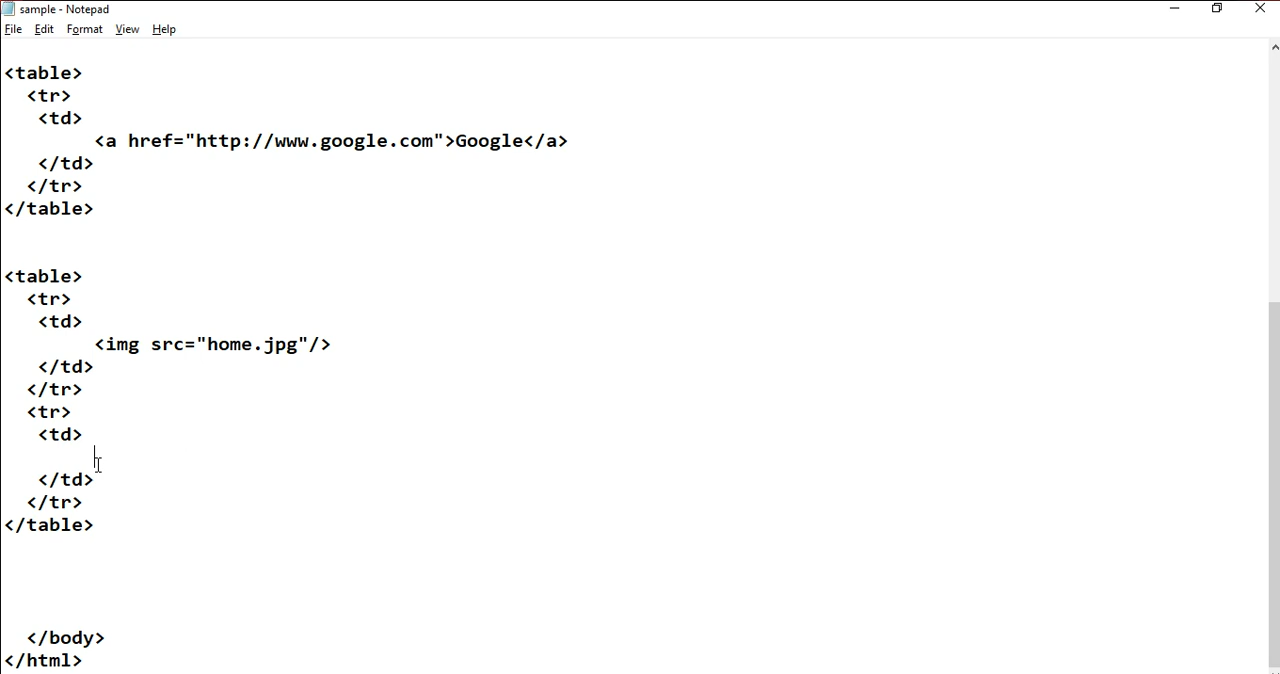 sample - Notepad
File Edit Format View Help
<table>
<tr>
<td>
<a href="http://www.google.com">Google</a>
</td>
</tr>
</table>
<table>
<tr>
<td>
<img src="home.jpg"/>
</td>
</tr>
<tr>
<td>
</td>
</tr>
</table>
</body>
</html>